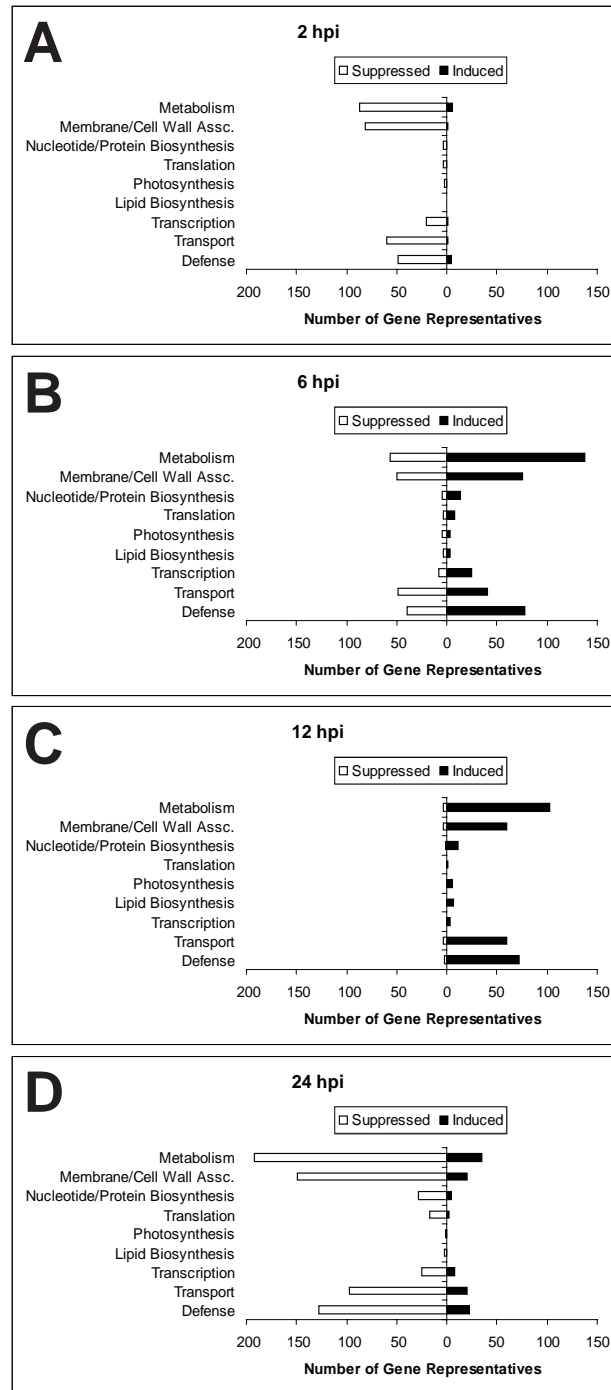 A
2 hpi
Suppressed Induced
Metabolism
Membrane/Cell Wall Assc.
Nucleotide/Protein Biosynthesis
Translation
Photosynthesis
Lipid Biosynthesis
Transcription
Transport
Defense
200 150 100 50 0 50 100 150
Number of Gene Representatives
B
6 hpi
Suppressed Induced
Metabolism
Membrane/Cell Wall Assc.
Nucleotide/Protein Biosynthesis
Translation
Photosynthesis
Lipid Biosynthesis
Transcription
Transport
Defense
200 150 100 50 0 50 100 150
Number of Gene Representatives
C
12 hpi
Suppressed Induced
Metabolism
Membrane/Cell Wall Assc.
Nucleotide/Protein Biosynthesis
Translation
Photosynthesis
Lipid Biosynthesis
Transcription
Transport
Defense
200 150 100 50 0 50 100 150
Number of Gene Representatives
D
24 hpi
Suppressed Induced
Metabolism
Membrane/Cell Wall Assc.
Nucleotide/Protein Biosynthesis
Translation
Photosynthesis
Lipid Biosynthesis
Transcription
Transport
Defense
200 150 100 50 0 50 100 150
Number of Gene Representatives